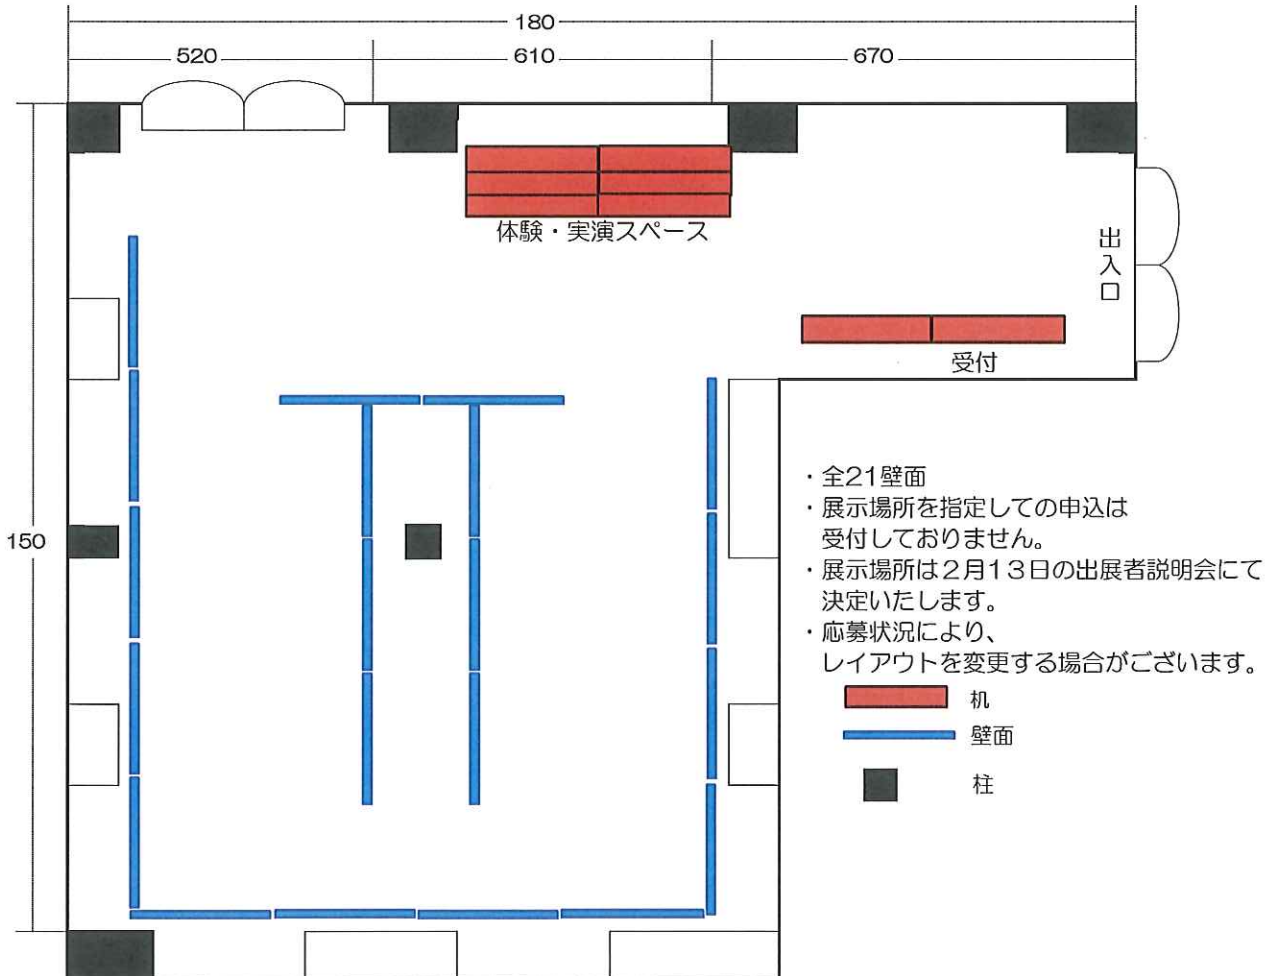 180
520
610
670
体験・実演スペース
出入口
受付
150
・全21壁面
・展示場所を指定しての申込は
受付しておりません。
・展示場所は２月１３日の出展者説明会にて
決定いたします。
・応募状況により、
レイアウトを変更する場合がございます。
机
壁面
柱